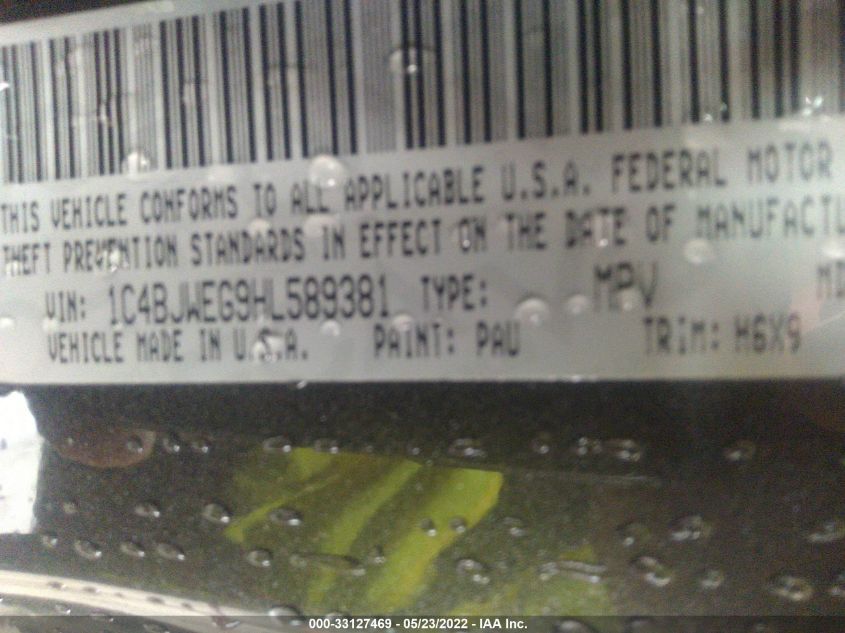 THIS VEHICLE CONFORMS TO ALL APPLICABLE U.S.A. FEDERAL MOTOR
THEFT PREVENTION STANDARDS IN EFFECT ON THE DATE OF MANUFACTU
VIN: 1C4BJWEG9HL589381 TYPE: MPV MD
VEHICLE MADE IN U.S.A. PAINT: PAU TRIM: H6X9
000-33127469 - 05/23/2022 - IAA Inc.